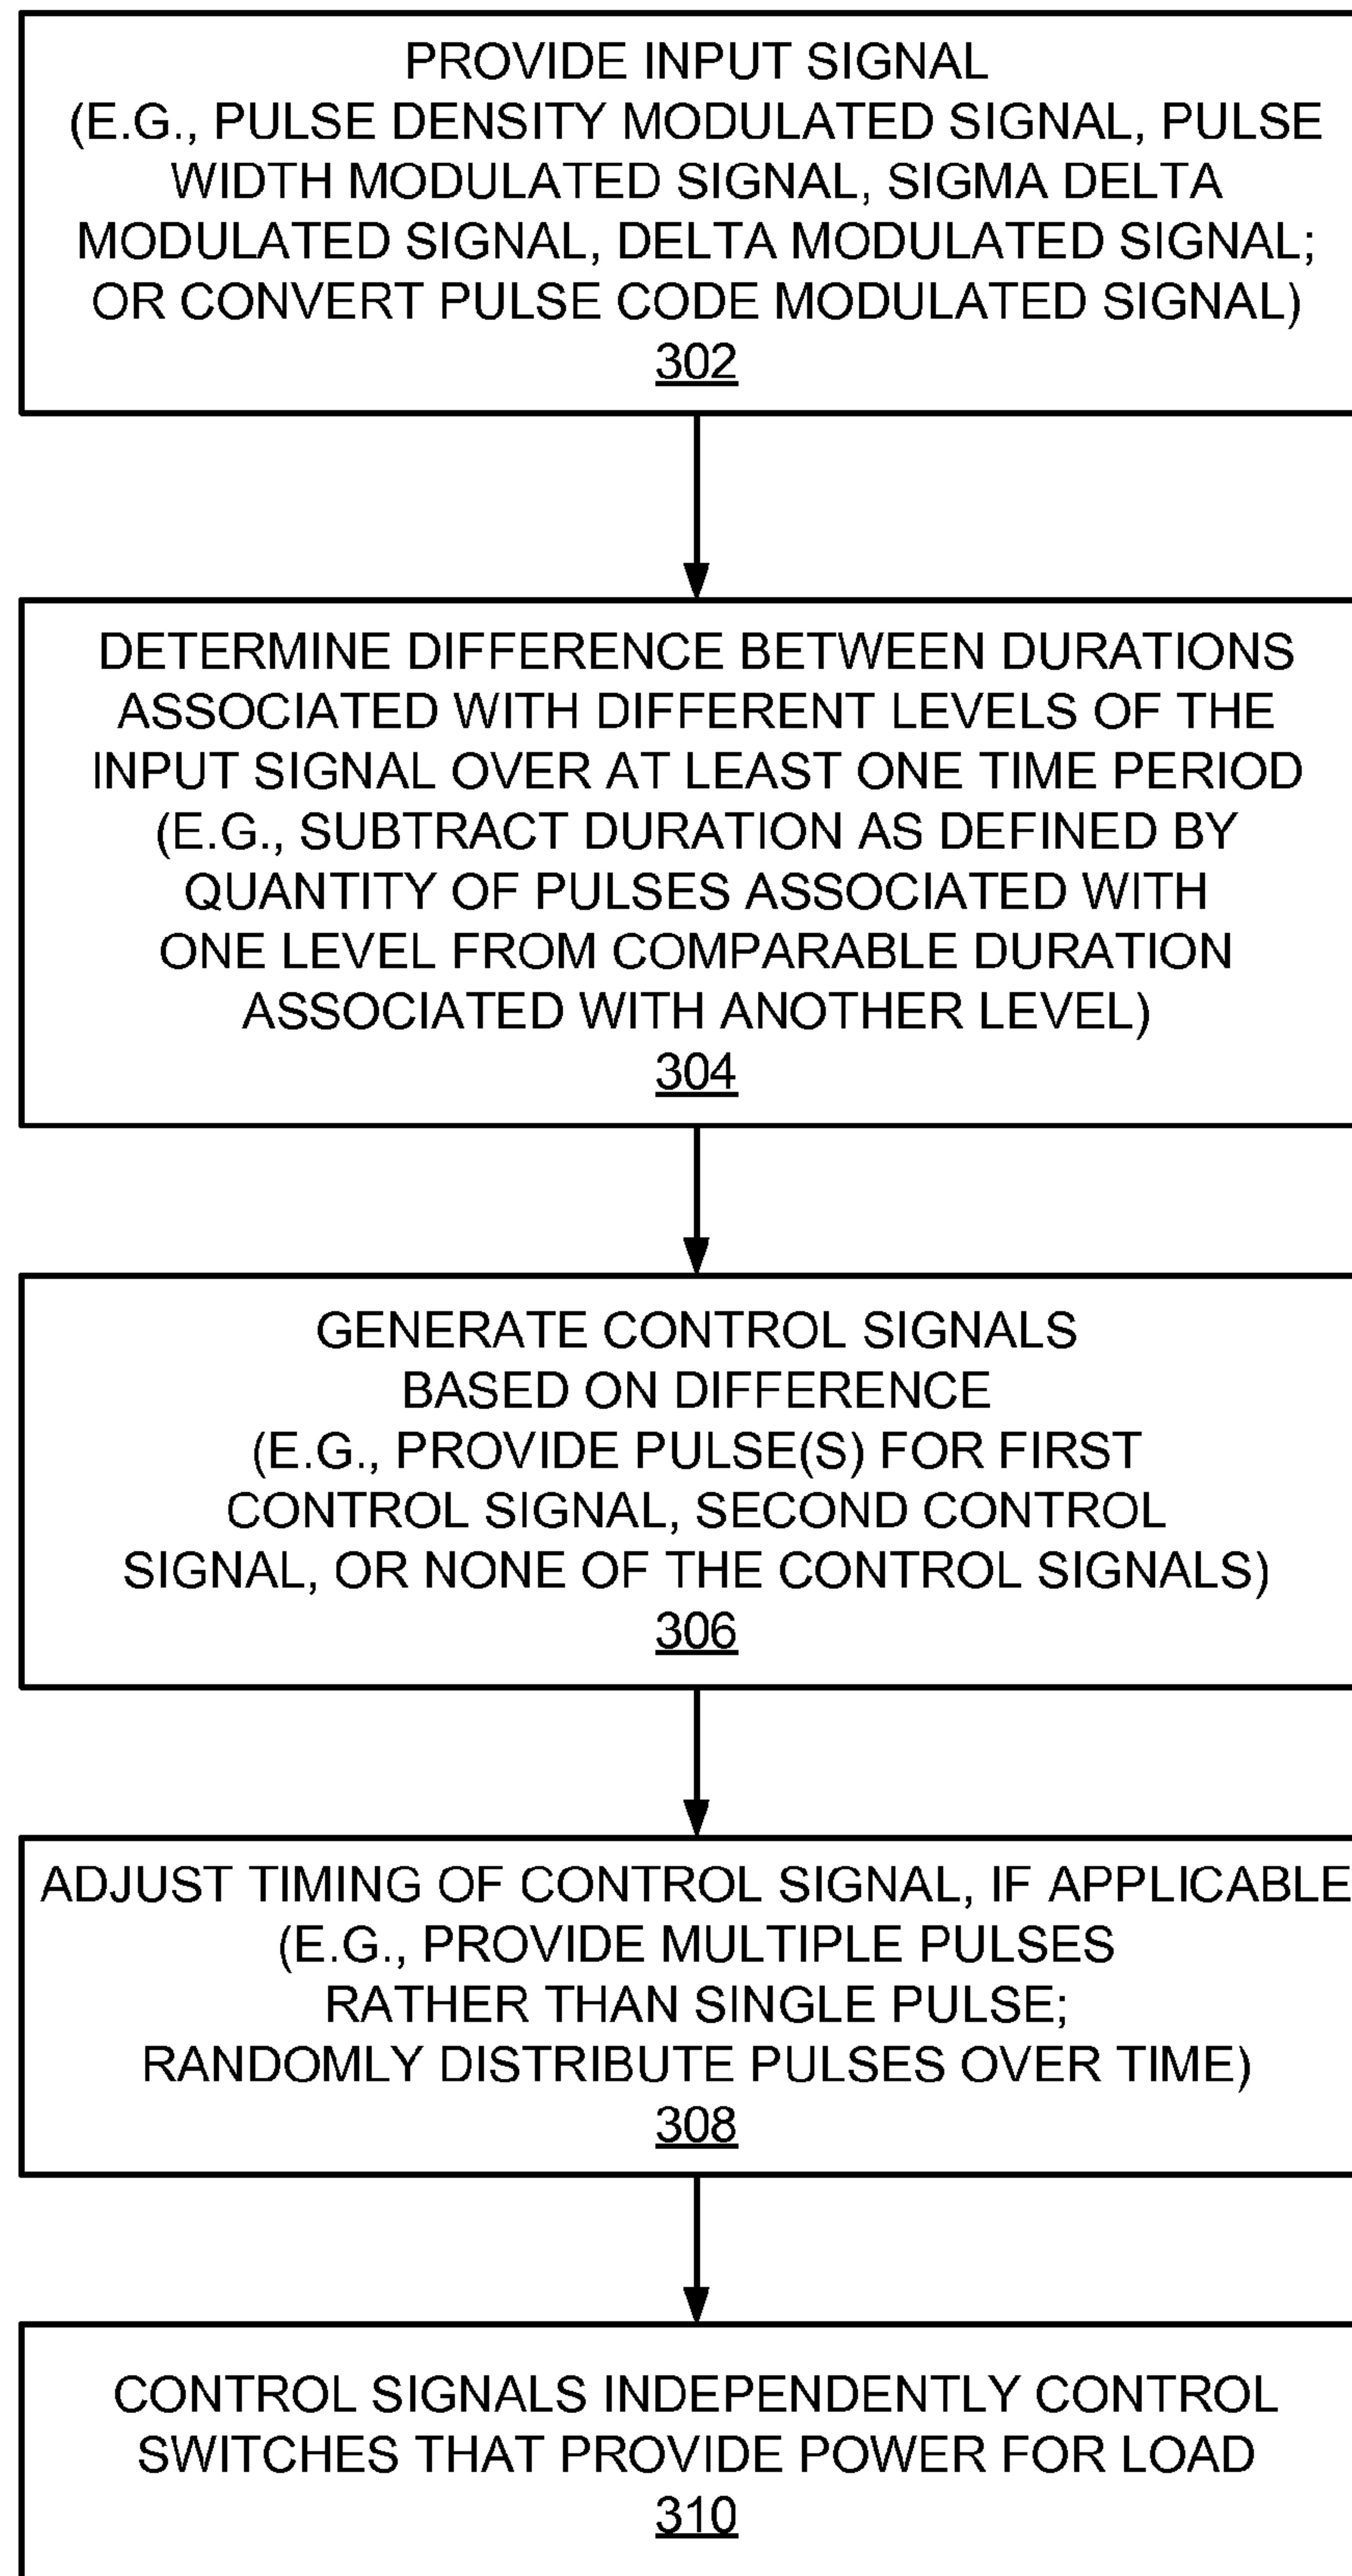 PROVIDE INPUT SIGNAL
(E.G., PULSE DENSITY MODULATED SIGNAL, PULSE
WIDTH MODULATED SIGNAL, SIGMA DELTA
MODULATED SIGNAL, DELTA MODULATED SIGNAL;
OR CONVERT PULSE CODE MODULATED SIGNAL)
302
DETERMINE DIFFERENCE BETWEEN DURATIONS
ASSOCIATED WITH DIFFERENT LEVELS OF THE
INPUT SIGNAL OVER AT LEAST ONE TIME PERIOD
(E.G., SUBTRACT DURATION AS DEFINED BY
QUANTITY OF PULSES ASSOCIATED WITH
ONE LEVEL FROM COMPARABLE DURATION
ASSOCIATED WITH ANOTHER LEVEL)
304
GENERATE CONTROL SIGNALS
BASED ON DIFFERENCE
(E.G., PROVIDE PULSE(S) FOR FIRST
CONTROL SIGNAL, SECOND CONTROL
SIGNAL, OR NONE OF THE CONTROL SIGNALS)
306
ADJUST TIMING OF CONTROL SIGNAL, IF APPLICABLE
(E.G., PROVIDE MULTIPLE PULSES
RATHER THAN SINGLE PULSE;
RANDOMLY DISTRIBUTE PULSES OVER TIME)
308
CONTROL SIGNALS INDEPENDENTLY CONTROL
SWITCHES THAT PROVIDE POWER FOR LOAD
310